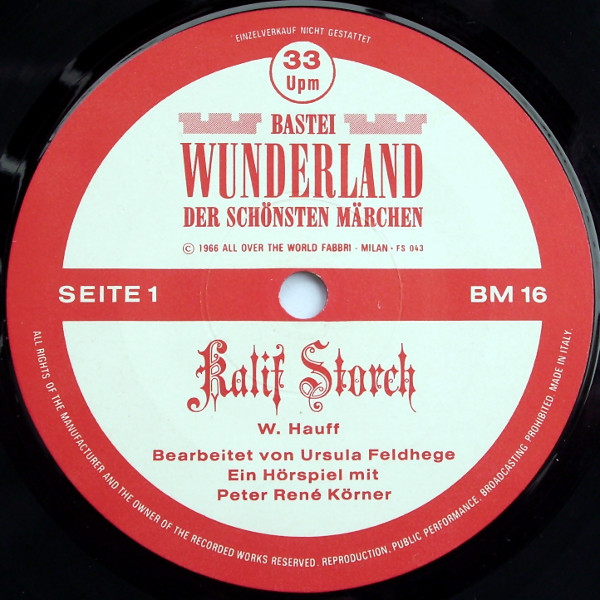 EINZELVERKAUF NICHT GESTATTET
33
Upm
BASTEI
WUNDERLAND
DER SCHÖNSTEN MÄRCHEN
© 1966 ALL OVER THE WORLD FABBRI - MILAN • FS 043
SEITE 1
BM 16
Kalif Storch
W. Hauff
Bearbeitet von Ursula Feldhege
Ein Hörspiel mit
Peter René Körner
ALL RIGHTS OF THE MANUFACTURER AND THE OWNER OF THE RECORDED WORKS RESERVED. REPRODUCTION, PUBLIC PERFORMANCE, BROADCASTING PROHIBITED. MADE IN ITALY.